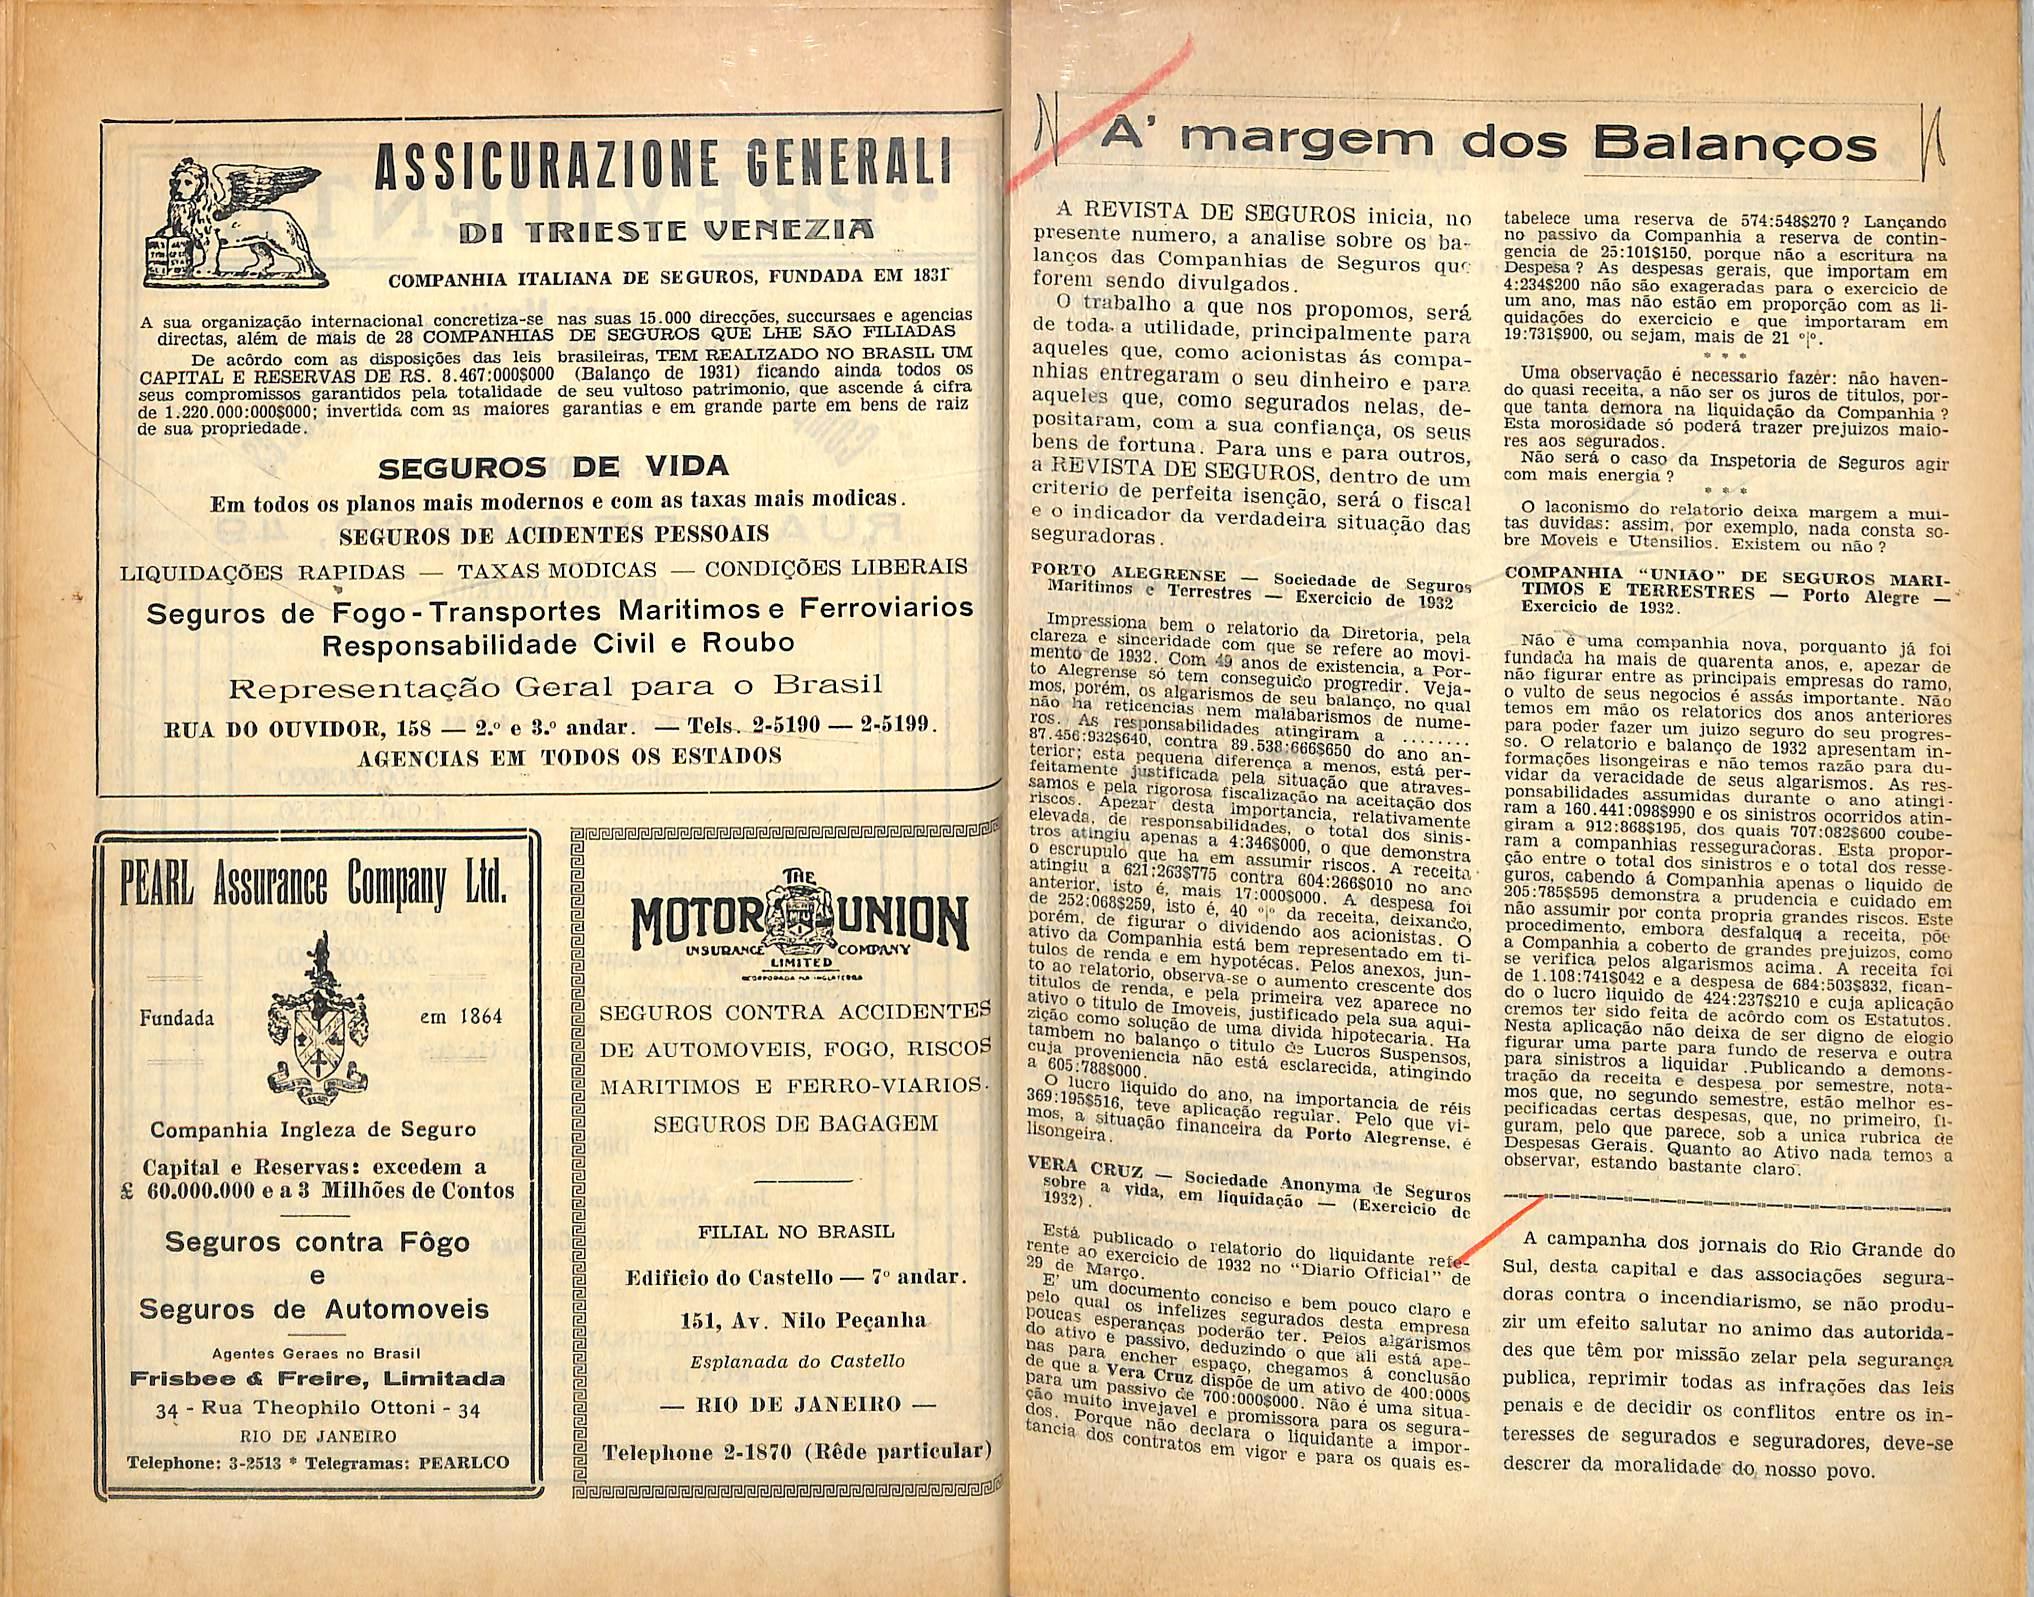 ASSICURAZIONE GENERALI
DI TRIESTE VENEZIA
COMPANHIA ITALIANA DE SEGUROS, FUNDADA EM 1831
A sua organização internacional concretiza-se nas suas 15.000 direcções, succursaes e agencias
directas, além de mais de 28 COMPANHIAS DE SEGUROS QUE LHE SÃO FILIADAS
De acôrdo com as disposições das leis brasileiras, TEM REALIZADO NO BRASIL UM
CAPITAL E RESERVAS DE RS. 8.467:000$000 (Balanço de 1931) ficando ainda todos os
seus compromissos garantidos pela totalidade de seu vultoso patrimonio, que ascende á cifra
de 1.220.000:000$000; invertida com as maiores garantias e em grande parte em bens de raiz
de sua propriedade.
SEGUROS DE VIDA
Em todos os planos mais modernos e com as taxas mais modicas.
SEGUROS DE ACIDENTES PESSOAIS
LIQUIDAÇÕES RAPIDAS — TAXAS MODICAS — CONDIÇÕES LIBERAIS
Seguros de Fogo - Transportes Maritimos e Ferroviarios
Responsabilidade Civil e Roubo
Representação Geral para o Brasil
RUA DO OUVIDOR, 158 — 2.º e 3.º andar. — Tels. 2-5190 — 2-5199.
AGENCIAS EM TODOS OS ESTADOS
PEARL Assurance Company Ltd.
Fundada em 1864
Companhia Ingleza de Seguro
Capital e Reservas: excedem a
£ 60.000.000 e a 3 Milhões de Contos
Seguros contra Fôgo
e
Seguros de Automoveis
Agentes Geraes no Brasil
Frisbee & Freire, Limitada
34 - Rua Theophilo Ottoni - 34
RIO DE JANEIRO
Telephone: 3-2513 * Telegramas: PEARLCO
THE
MOTOR UNION
INSURANCE COMPANY
LIMITED
INCORPORADA NA INGLATERRA
SEGUROS CONTRA ACCIDENTES
DE AUTOMOVEIS, FOGO, RISCOS
MARITIMOS E FERRO-VIARIOS.
SEGUROS DE BAGAGEM
FILIAL NO BRASIL
Edificio do Castello — 7º andar.
151, Av. Nilo Peçanha
Esplanada do Castello
— RIO DE JANEIRO —
Telephone 2-1870 (Rêde particular)
A' margem dos Balanços
A REVISTA DE SEGUROS inicia, no
presente numero, a analise sobre os ba-
lanços das Companhias de Seguros que
forem sendo divulgados.
O trabalho a que nos propomos, será
de toda a utilidade, principalmente para
aqueles que, como acionistas ás compa-
nhias entregaram o seu dinheiro e para
aqueles que, como segurados nelas, de-
positaram, com a sua confiança, os seus
bens de fortuna. Para uns e para outros,
a REVISTA DE SEGUROS, dentro de um
criterio de perfeita isenção, será o fiscal
e o indicador da verdadeira situação das
seguradoras.
PORTO ALEGRENSE — Sociedade de Seguros
Maritimos e Terrestres — Exercicio de 1932
Impressiona bem o relatorio da Diretoria, pela
clareza e sinceridade com que se refere ao movi-
mento de 1932. Com 49 anos de existencia, a Por-
to Alegrense só tem conseguido progredir. Veja-
mos, porém, os algarismos de seu balanço, no qual
não ha reticencias nem malabarismos de nume-
ros. As responsabilidades atingiram a ........
87.456:932$640, contra 89.538:666$650 do ano an-
terior; esta pequena diferença a menos, está per-
feitamente justificada pela situação que atraves-
samos e pela rigorosa fiscalização na aceitação dos
riscos. Apezar desta importancia, relativamente
elevada, de responsabilidades, o total dos sinis-
tros atingiu apenas a 4:346$000, o que demonstra
o escrupulo que ha em assumir riscos. A receita
atingiu a 621:263$775 contra 604:266$010 no ano
anterior, isto é, mais 17:000$000. A despesa foi
de 252:068$259, isto é, 40 º|º da receita, deixando,
porém, de figurar o dividendo aos acionistas. O
ativo da Companhia está bem representado em ti-
tulos de renda e em hypotécas. Pelos anexos, jun-
to ao relatorio, observa-se o aumento crescente dos
titulos de renda, e pela primeira vez aparece no
ativo o titulo de Imoveis, justificado pela sua aqui-
zição como solução de uma divida hipotecaria. Ha
tambem no balanço o titulo de Lucros Suspensos,
cuja proveniencia não está esclarecida, atingindo
a 605:788$000.
O lucro liquido do ano, na importancia de réis
369:195$516, teve aplicação regular. Pelo que vi-
mos, a situação financeira da Porto Alegrense, é
lisongeira.
VERA CRUZ — Sociedade Anonyma de Seguros
sobre a vida, em liquidação — (Exercicio de
1932).
Está publicado o relatorio do liquidante refe-
rente ao exercicio de 1932 no "Diario Official" de
29 de Março.
E' um documento conciso e bem pouco claro e
pelo qual os infelizes segurados desta empresa
poucas esperanças poderão ter. Pelos algarismos
do ativo e passivo, deduzindo o que ali está ape-
nas para encher espaço, chegamos á conclusão
de que a Vera Cruz dispõe de um ativo de 400:000$
para um passivo de 700:000$000. Não é uma situa-
ção muito invejavel e promissora para os segura-
dos. Porque não declara o liquidante a impor-
tancia dos contratos em vigor e para os quais es-
tabelece uma reserva de 574:548$270 ? Lançando
no passivo da Companhia a reserva de contin-
gencia de 25:101$150, porque não a escritura na
Despesa ? As despesas gerais, que importam em
4:234$200 não são exageradas para o exercicio de
um ano, mas não estão em proporção com as li-
quidações do exercicio e que importaram em
19:731$900, ou sejam, mais de 21 º|º.
* * *
Uma observação é necessario fazêr: não haven-
do quasi receita, a não ser os juros de titulos, por-
que tanta demora na liquidação da Companhia ?
Esta morosidade só poderá trazer prejuizos maio-
res aos segurados.
Não será o caso da Inspetoria de Seguros agir
com mais energia ?
* * *
O laconismo do relatorio deixa margem a mui-
tas duvidas: assim, por exemplo, nada consta so-
bre Moveis e Utensilios. Existem ou não ?
COMPANHIA "UNIÃO" DE SEGUROS MARI-
TIMOS E TERRESTRES — Porto Alegre —
Exercicio de 1932.
Não é uma companhia nova, porquanto já foi
fundada ha mais de quarenta anos, e, apezar de
não figurar entre as principais empresas do ramo,
o vulto de seus negocios é assás importante. Não
temos em mão os relatorios dos anos anteriores
para poder fazer um juizo seguro do seu progres-
so. O relatorio e balanço de 1932 apresentam in-
formações lisongeiras e não temos razão para du-
vidar da veracidade de seus algarismos. As res-
ponsabilidades assumidas durante o ano atingi-
ram a 160.441:098$990 e os sinistros ocorridos atin-
giram a 912:868$195, dos quais 707:082$600 coube-
ram a companhias resseguradoras. Esta propor-
ção entre o total dos sinistros e o total dos resse-
guros, cabendo á Companhia apenas o liquido de
205:785$595 demonstra a prudencia e cuidado em
não assumir por conta propria grandes riscos. Este
procedimento, embora desfalque a receita, põe
a Companhia a coberto de grandes prejuizos, como
se verifica pelos algarismos acima. A receita foi
de 1.108:741$042 e a despesa de 684:503$832, fican-
do o lucro liquido de 424:237$210 e cuja aplicação
cremos ter sido feita de acôrdo com os Estatutos.
Nesta aplicação não deixa de ser digno de elogio
figurar uma parte para fundo de reserva e outra
para sinistros a liquidar .Publicando a demons-
tração da receita e despesa por semestre, nota-
mos que, no segundo semestre, estão melhor es-
pecificadas certas despesas, que, no primeiro, fi-
guram, pelo que parece, sob a unica rubrica de
Despesas Gerais. Quanto ao Ativo nada temos a
observar, estando bastante claro.
A campanha dos jornais do Rio Grande do
Sul, desta capital e das associações segura-
doras contra o incendiarismo, se não produ-
zir um efeito salutar no animo das autorida-
des que têm por missão zelar pela segurança
publica, reprimir todas as infrações das leis
penais e de decidir os conflitos entre os in-
teresses de segurados e seguradores, deve-se
descrer da moralidade do nosso povo.